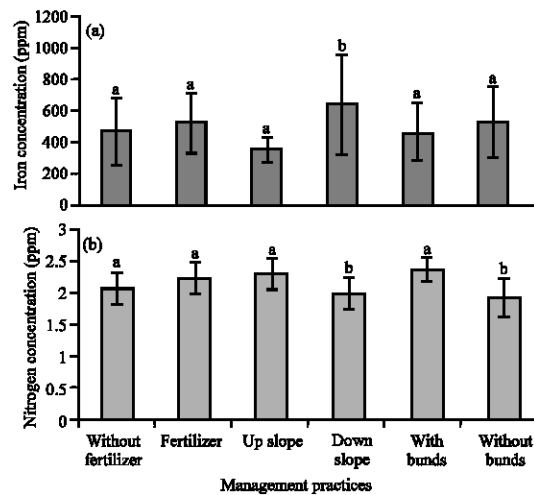 (a)
Iron concentration (ppm)
1200
1000
800
600
400
200
0
a
a
a
b
a
a
(b)
Nitrogen concentration (ppm)
3
2.5
2
1.5
1
0.5
0
a
a
a
b
a
b
Without
fertilizer
Fertilizer
Up slope
Down
slope
With
bunds
Without
bunds
Management practices